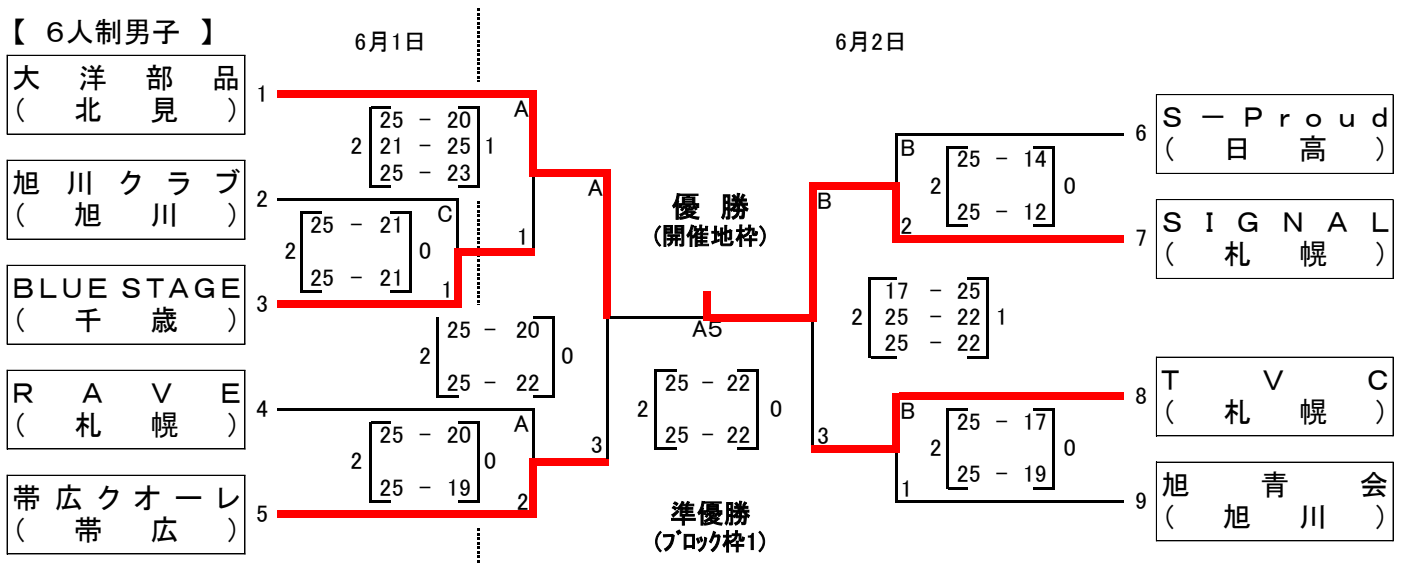 【 6人制男子 】
6月1日
6月2日
大洋部品
( 北見 )
1
旭川クラブ
( 旭川 )
2
BLUE STAGE
( 千歳 )
3
RAVE
( 札幌 )
4
帯広クオーレ
( 帯広 )
5
A
2
25 - 20
21 - 25
25 - 23
1
C
2
25 - 21
25 - 21
0
1
1
A
2
25 - 20
25 - 22
0
A
2
25 - 20
25 - 19
0
2
3
優勝
(開催地枠)
A5
2
25 - 22
25 - 22
0
準優勝
(ブロック枠1)
B
2
25 - 14
25 - 12
0
2
B
2
17 - 25
25 - 22
25 - 22
1
3
B
2
25 - 17
25 - 19
0
1
6
S-Proud
( 日高 )
7
SIGNAL
( 札幌 )
8
TVC
( 札幌 )
9
旭青会
( 旭川 )